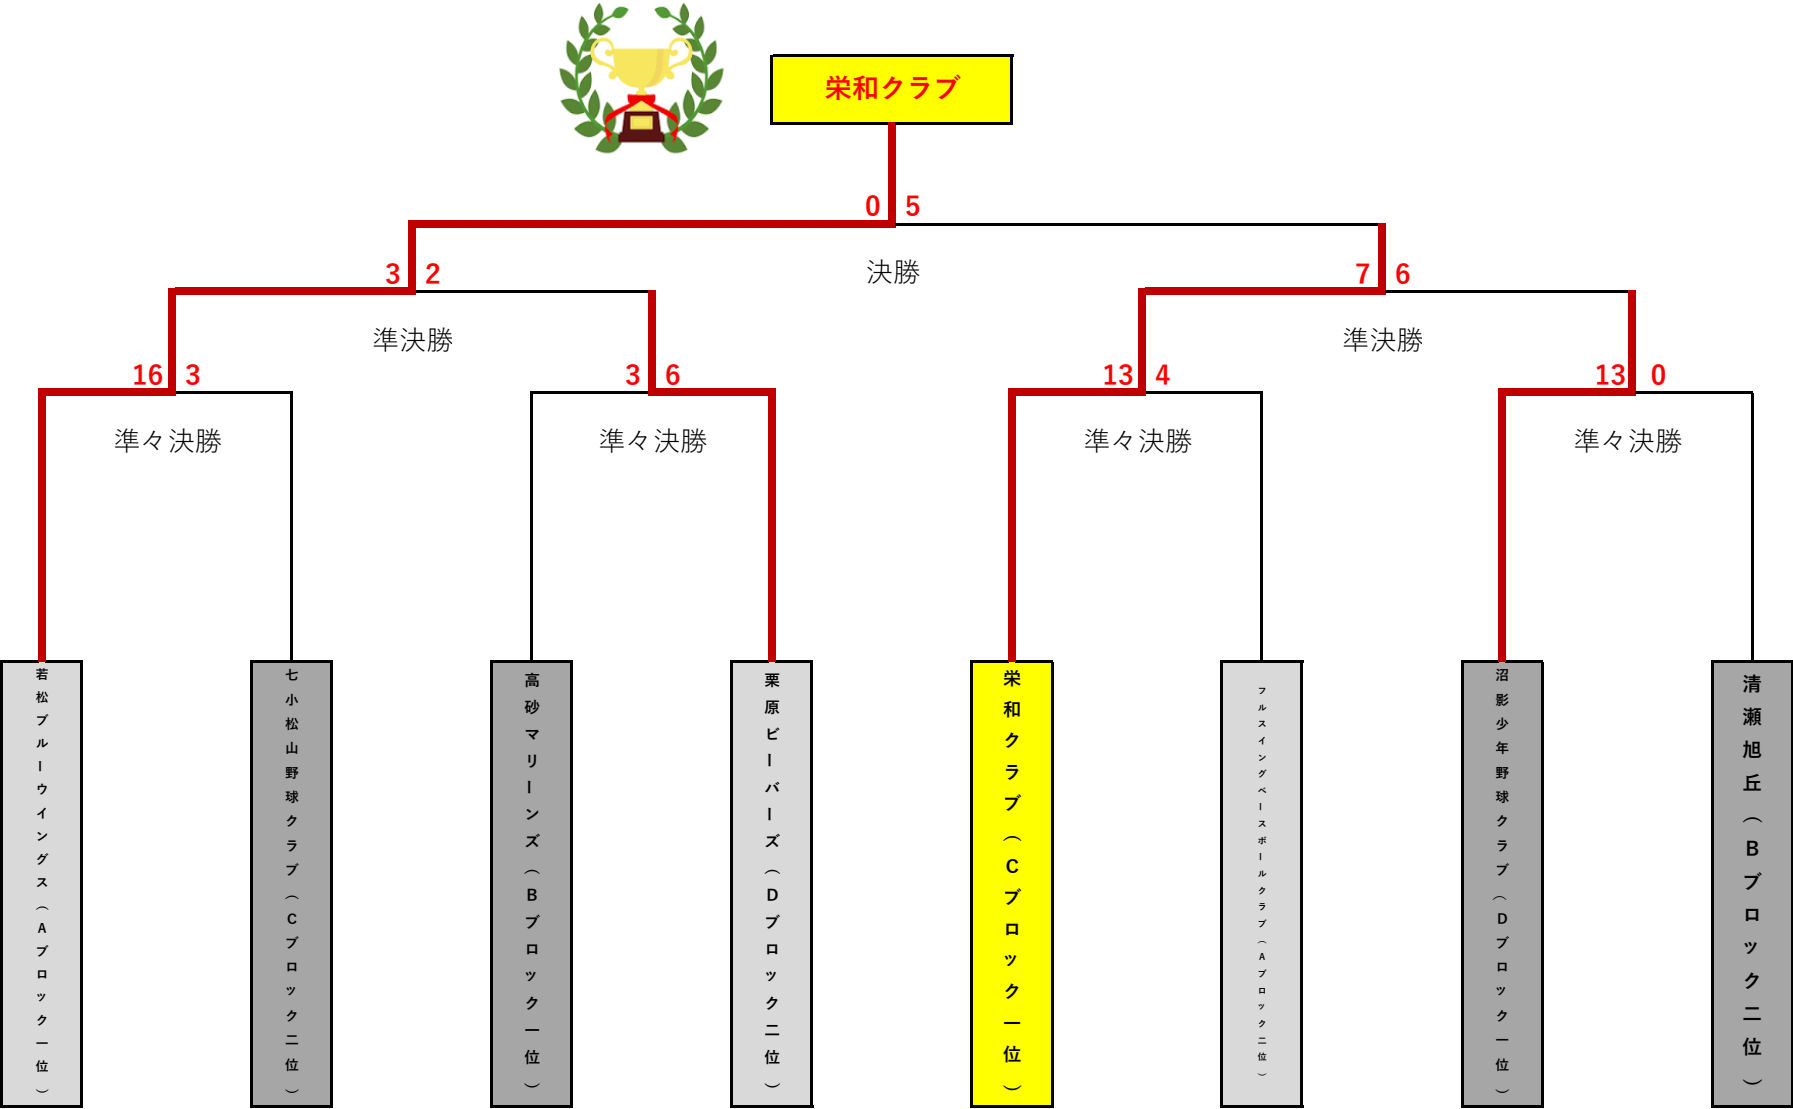 栄和クラブ
0 5
決勝
3 2
7 6
準決勝
準決勝
16 3
3 6
13 4
13 0
準々決勝
準々決勝
準々決勝
準々決勝
若松ブルーウイングス（Aブロック一位）
七小松山野球クラブ（Cブロック二位）
高砂マリーンズ（Bブロック一位）
栗原ビーバーズ（Dブロック二位）
栄和クラブ（Cブロック一位）
フルスイングベースボールクラブ（Aブロック二位）
沼影少年野球クラブ（Dブロック一位）
清瀬旭丘（Bブロック二位）